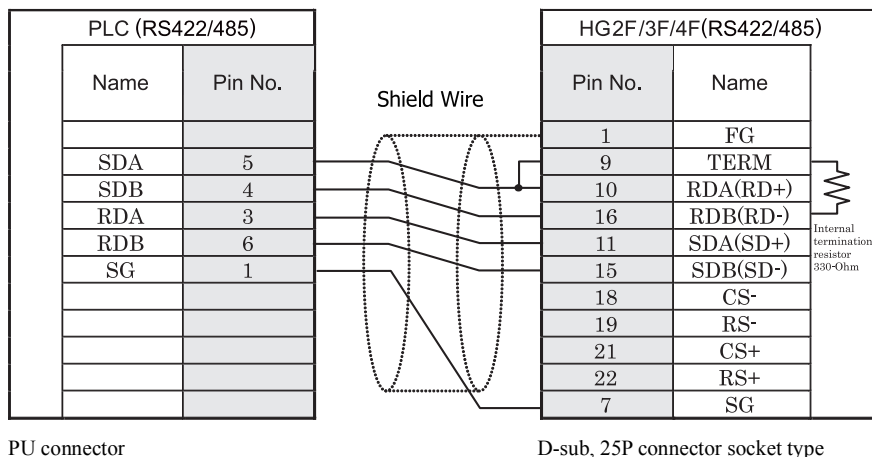 PLC (RS422/485)
HG2F/3F/4F(RS422/485)
Name Pin No.
Shield Wire
Pin No. Name
1 FG
SDA 5
9 TERM
SDB 4
10 RDA(RD+)
RDA 3
16 RDB(RD-)
RDB 6
11 SDA(SD+)
SG 1
15 SDB(SD-)
Internal
termination
resistor
330-Ohm
18 CS-
19 RS-
21 CS+
22 RS+
7 SG
PU connector
D-sub, 25P connector socket type